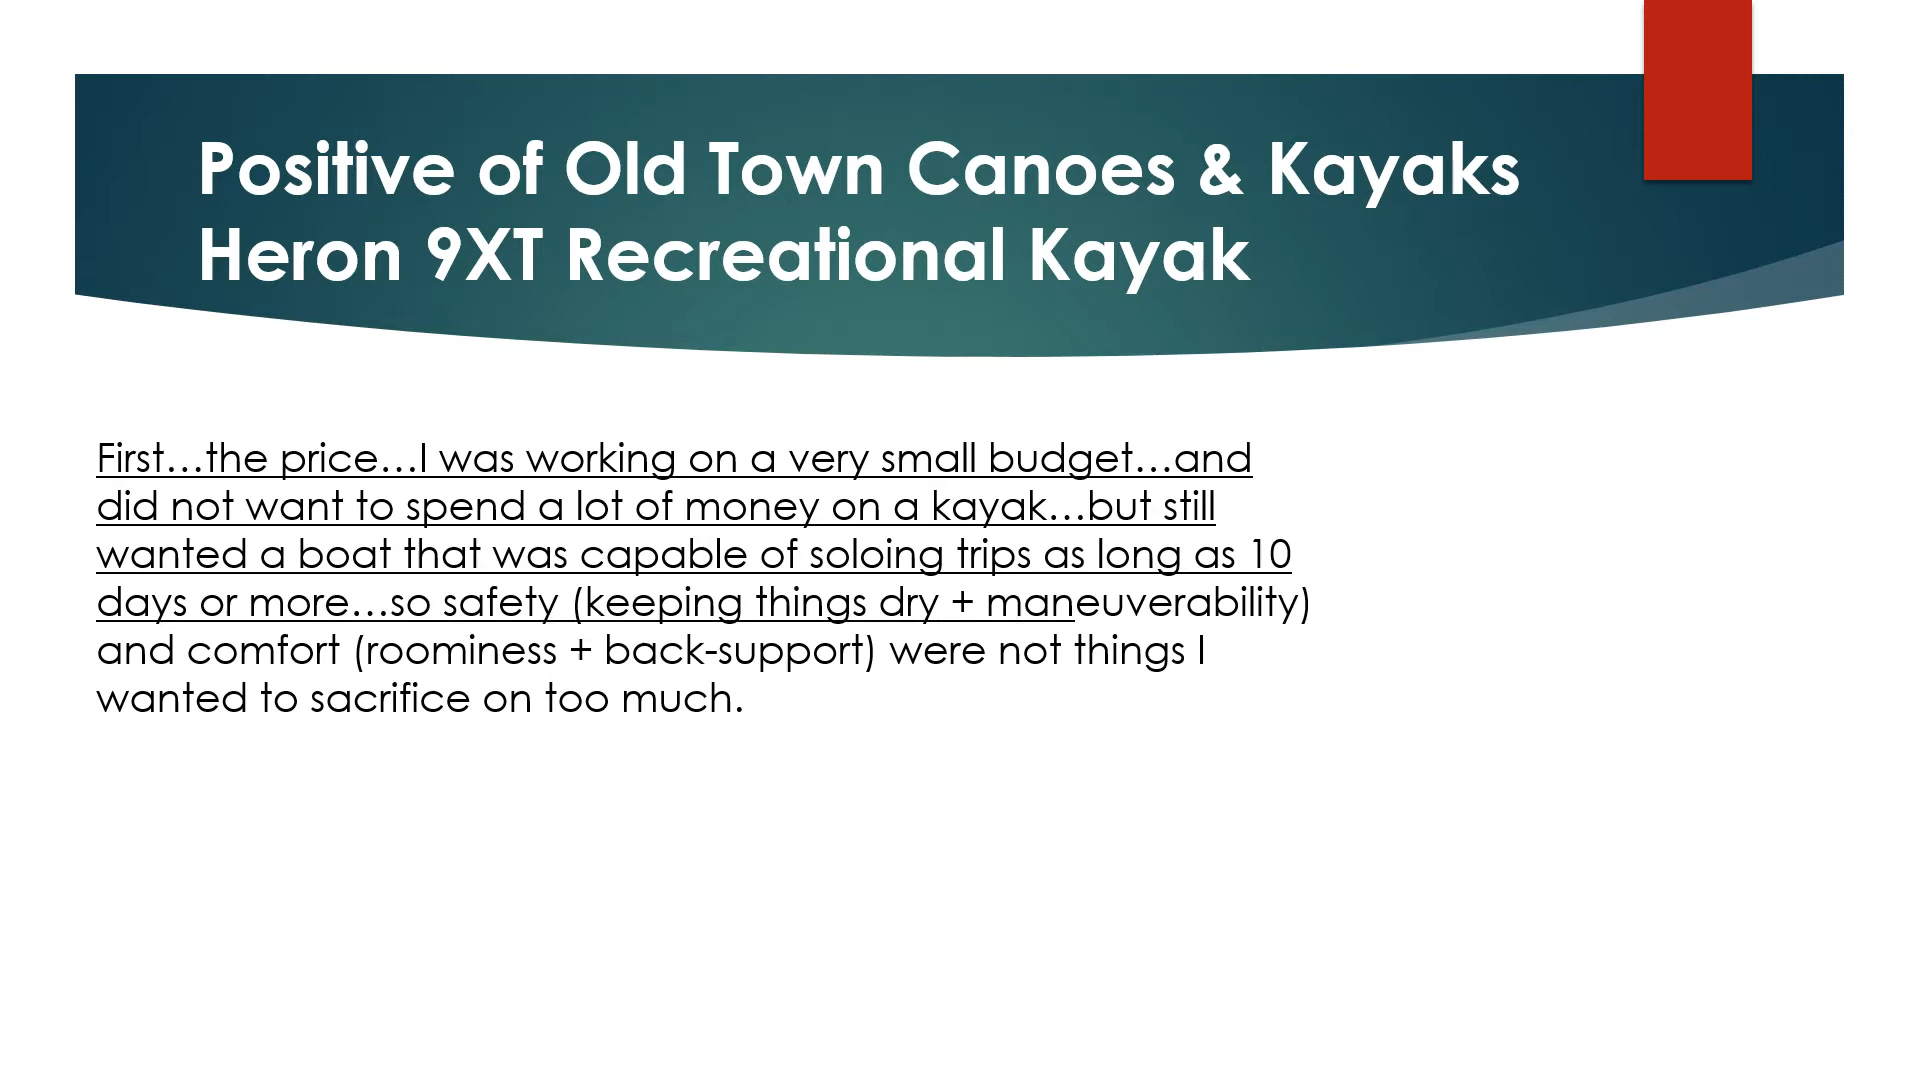 Positive of Old Town Canoes & Kayaks
Heron 9XT Recreational Kayak
First…the price…I was working on a very small budget…and
did not want to spend a lot of money on a kayak…but still
wanted a boat that was capable of soloing trips as long as 10
days or more…so safety (keeping things dry + maneuverability)
and comfort (roominess + back-support) were not things I
wanted to sacrifice on too much.